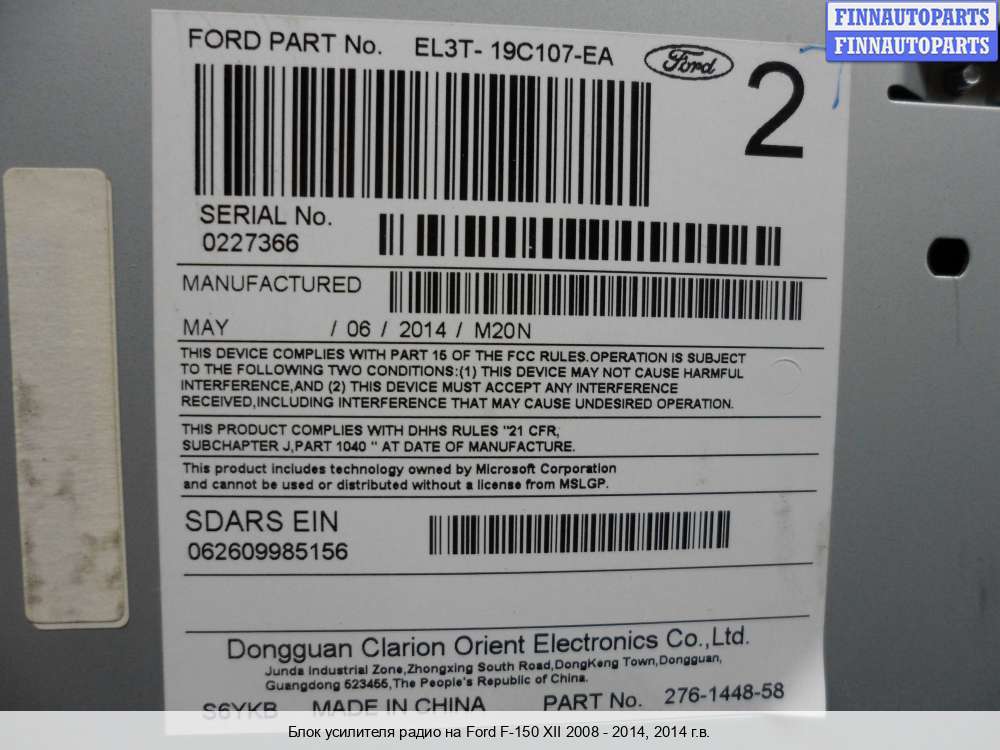 FINNAUTOPARTS
FINNAUTOPARTS
FORD PART No. EL3T- 19C107-EA Ford
2
SERIAL No.
0227366
MANUFACTURED
MAY / 06 / 2014 / M20N
THIS DEVICE COMPLIES WITH PART 15 OF THE FCC RULES.OPERATION IS SUBJECT
TO THE FOLLOWING TWO CONDITIONS:(1) THIS DEVICE MAY NOT CAUSE HARMFUL
INTERFERENCE,AND (2) THIS DEVICE MUST ACCEPT ANY INTERFERENCE
RECEIVED,INCLUDING INTERFERENCE THAT MAY CAUSE UNDESIRED OPERATION.
THIS PRODUCT COMPLIES WITH DHHS RULES "21 CFR,
SUBCHAPTER J,PART 1040 " AT DATE OF MANUFACTURE.
This product includes technology owned by Microsoft Corporation
and cannot be used or distributed without a license from MSLGP.
SDARS EIN
062609985156
Dongguan Clarion Orient Electronics Co.,Ltd.
Junda Industrial Zone,Zhongxing South Road,DongKeng Town,Dongguan,
Guangdong 523455,The People's Republic of China.
S6YKB MADE IN CHINA PART No. 276-1448-58
Блок усилителя радио на Ford F-150 XII 2008 - 2014, 2014 г.в.